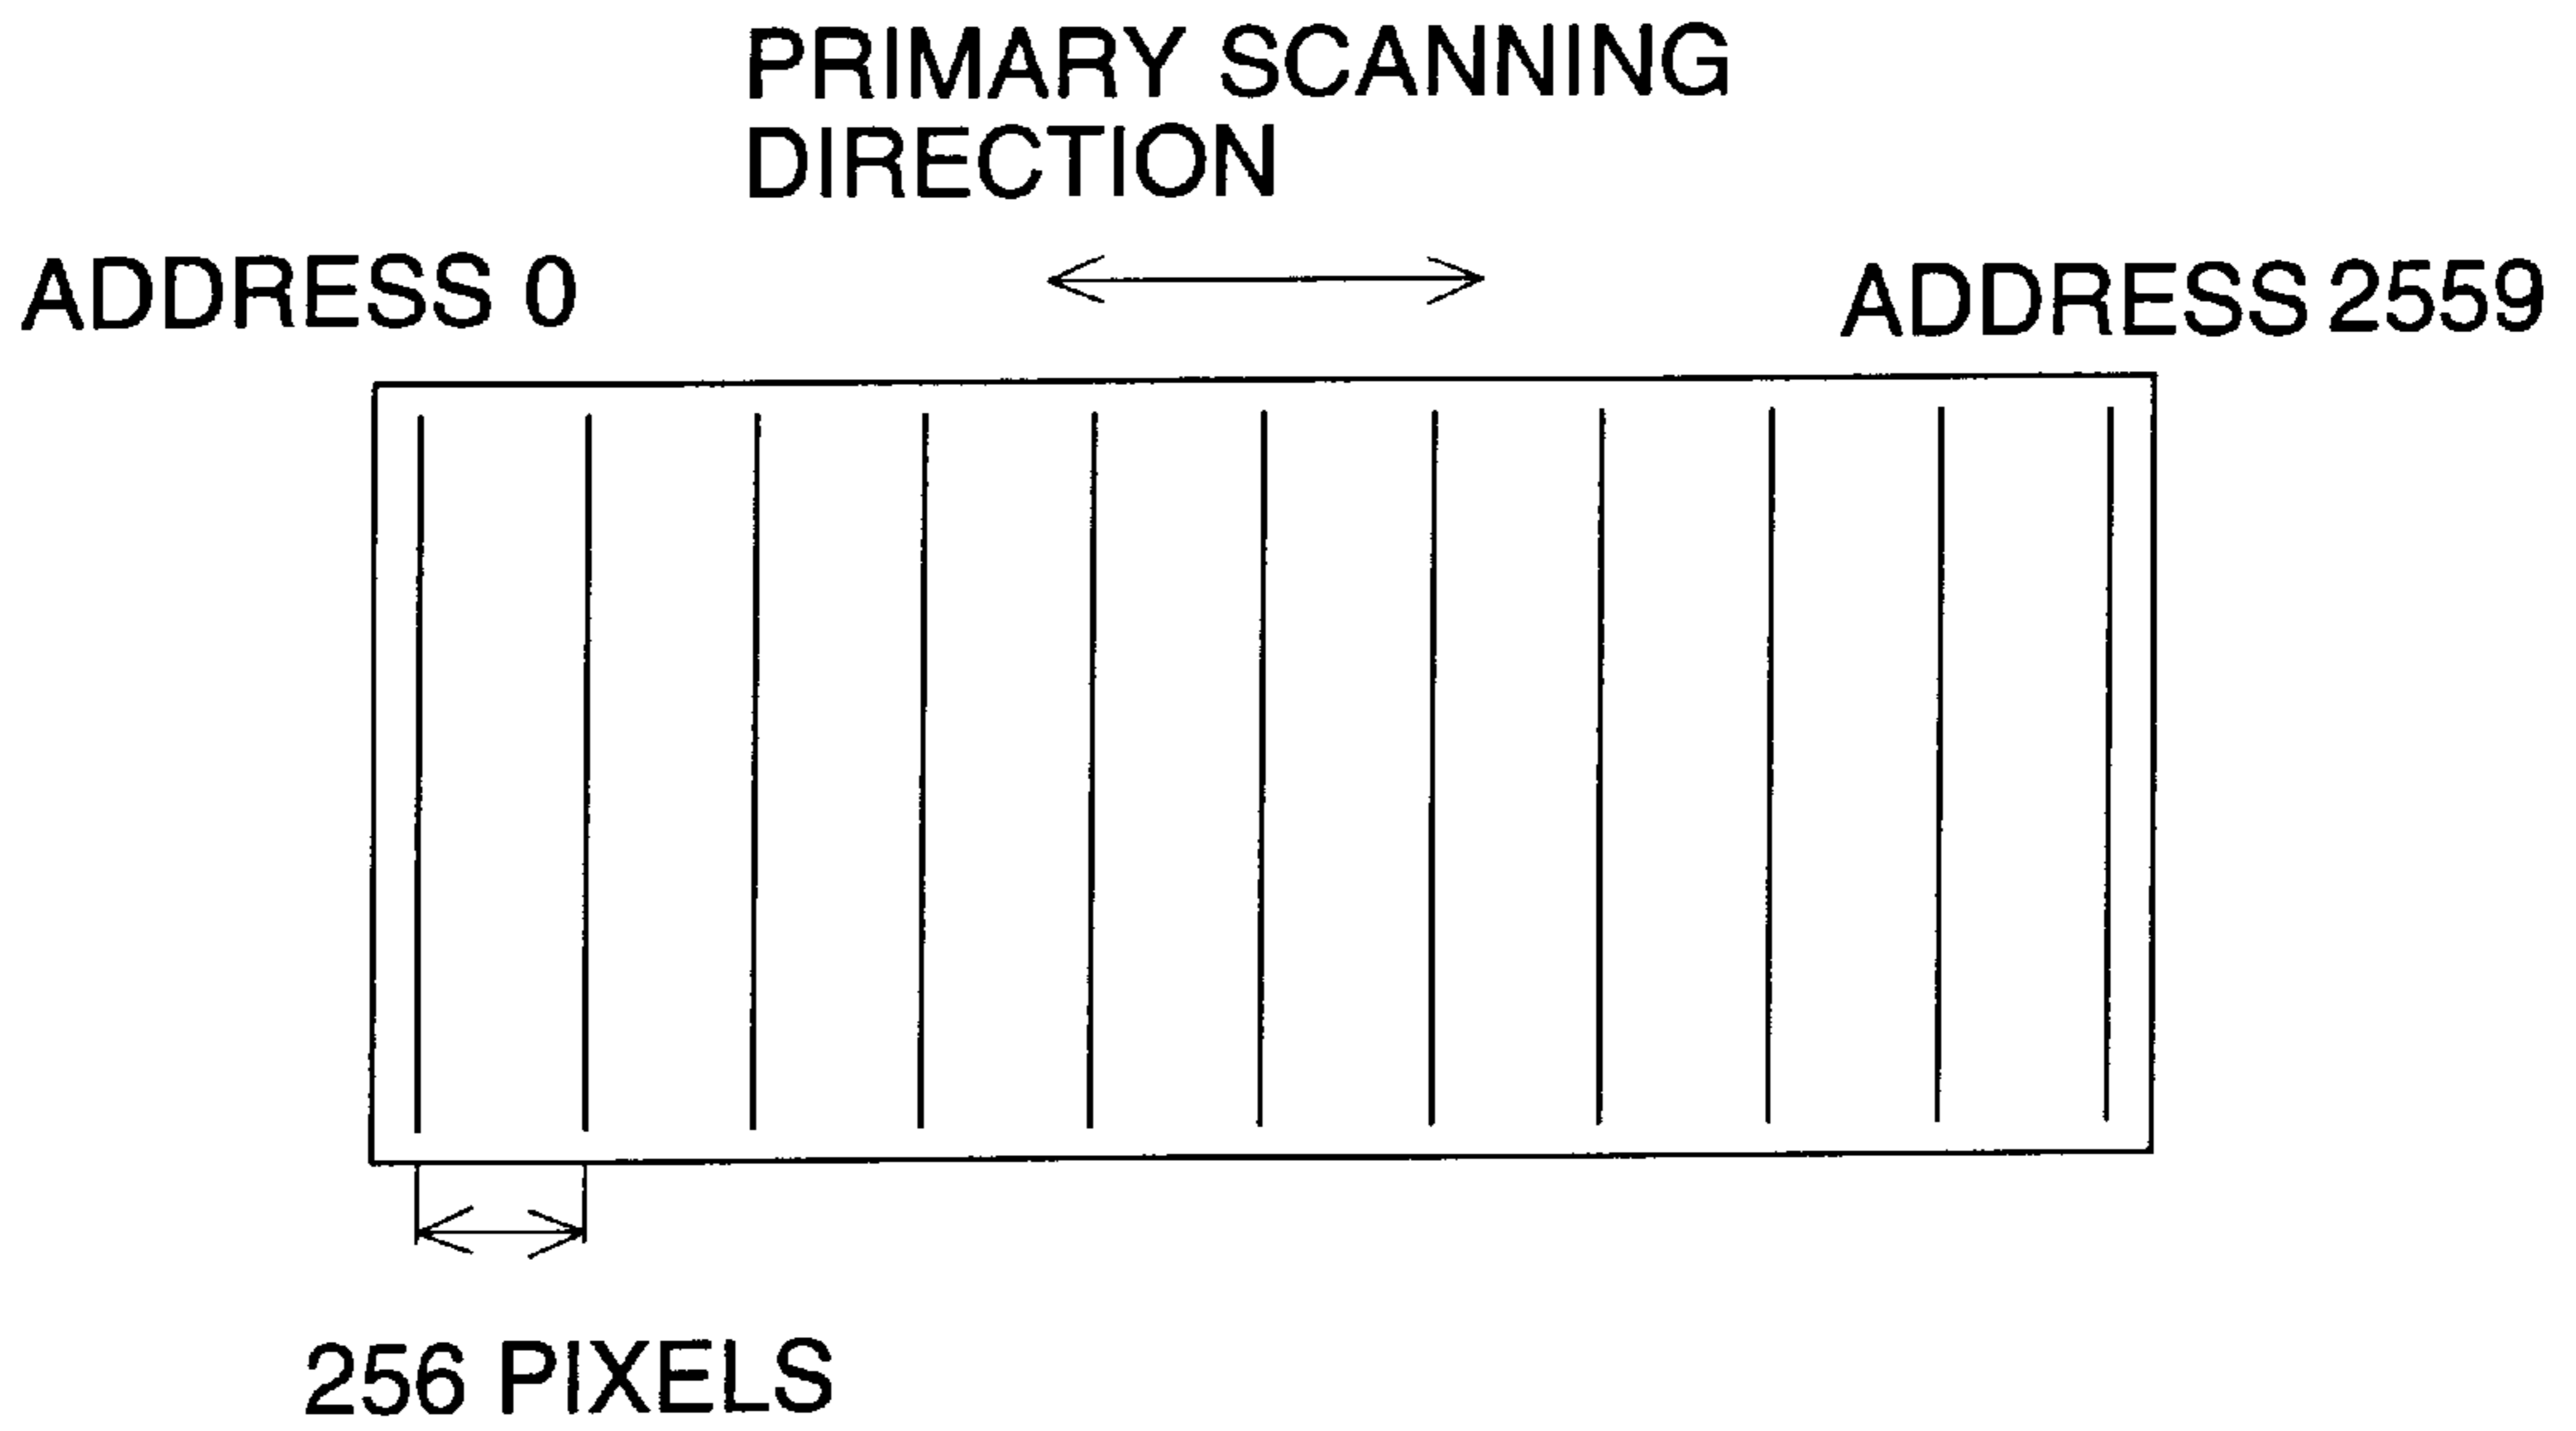 PRIMARY SCANNING
DIRECTION
ADDRESS 0
ADDRESS 2559
256 PIXELS